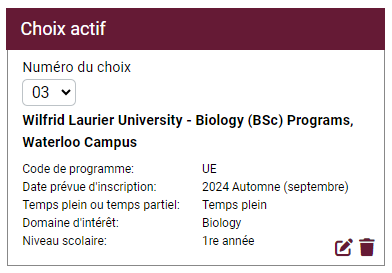 Choix actif
Numéro du choix
03
Wilfrid Laurier University - Biology (BSc) Programs,
Waterloo Campus
Code de programme: UE
Date prévue d'inscription: 2024 Automne (septembre)
Temps plein ou temps partiel: Temps plein
Domaine d'intérêt: Biology
Niveau scolaire: 1re année